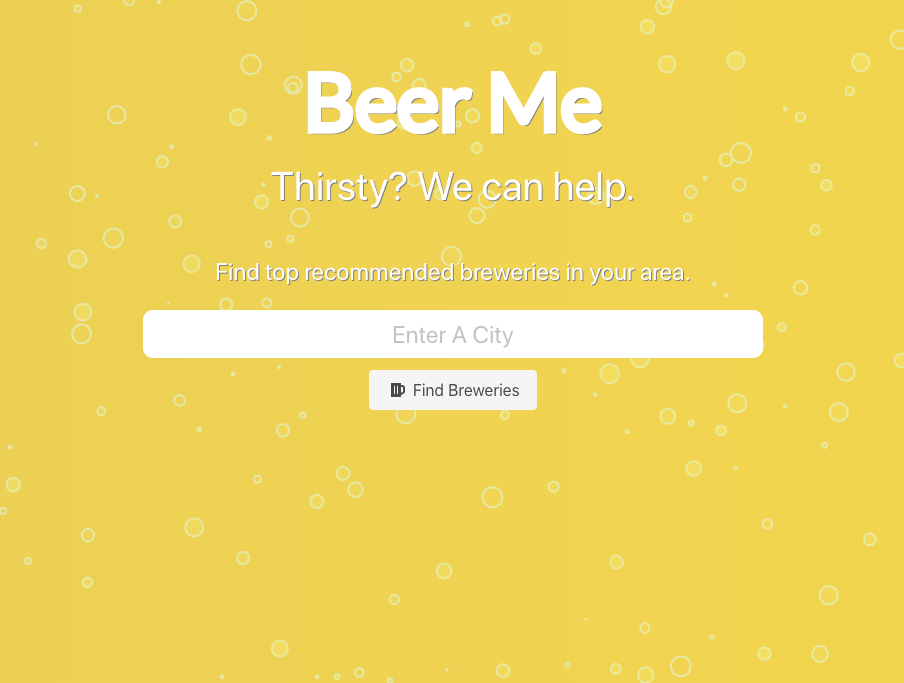 Beer Me
Thirsty? We can help.
Find top recommended breweries in your area.
Enter A City
Find Breweries